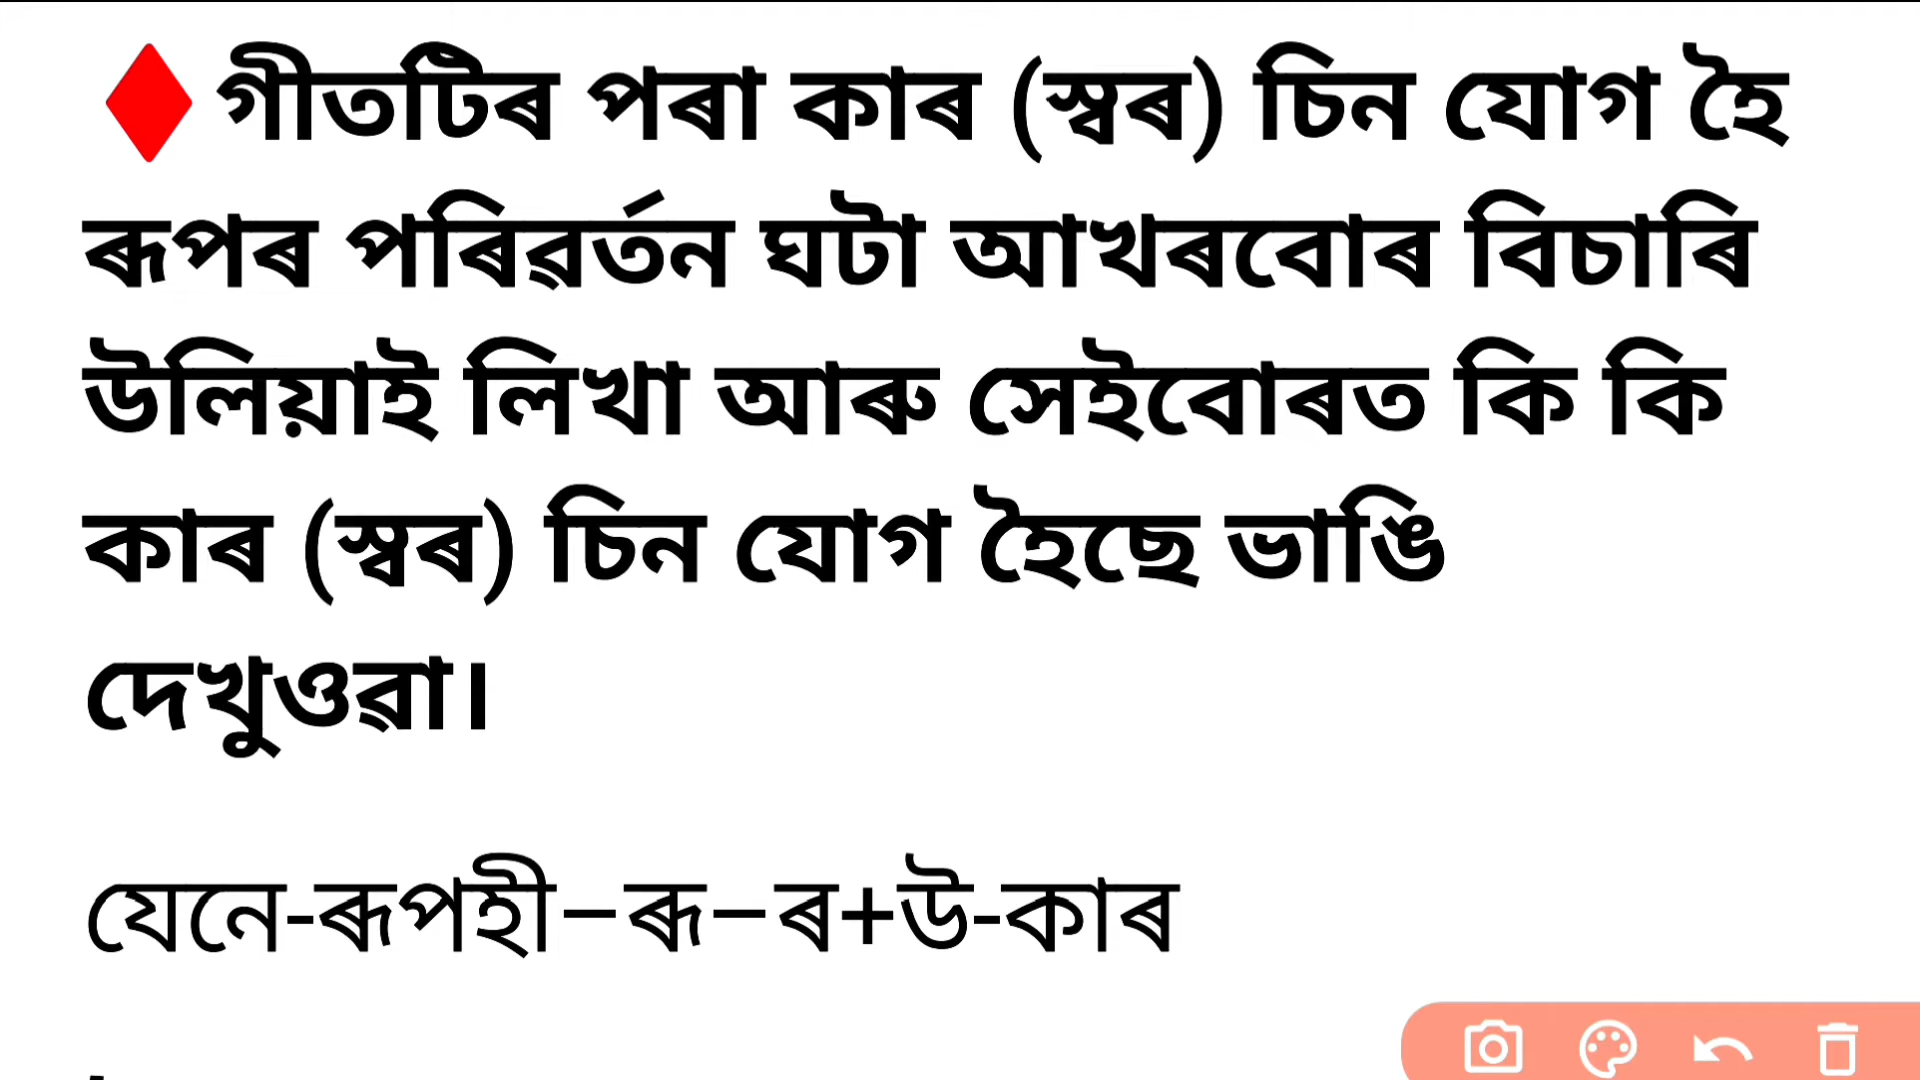 গীতটিৰ পৰা কাৰ (স্বৰ) চিন যোগ হৈ
ৰূপৰ পৰিৱৰ্তন ঘটা আখৰবোৰ বিচাৰি
উলিয়াই লিখা আৰু সেইবোৰত কি কি
কাৰ (স্বৰ) চিন যোগ হৈছে ভাঙি
দেখুওৱা।
যেনে-ৰূপহী–ৰূ–ৰ+উ-কাৰ